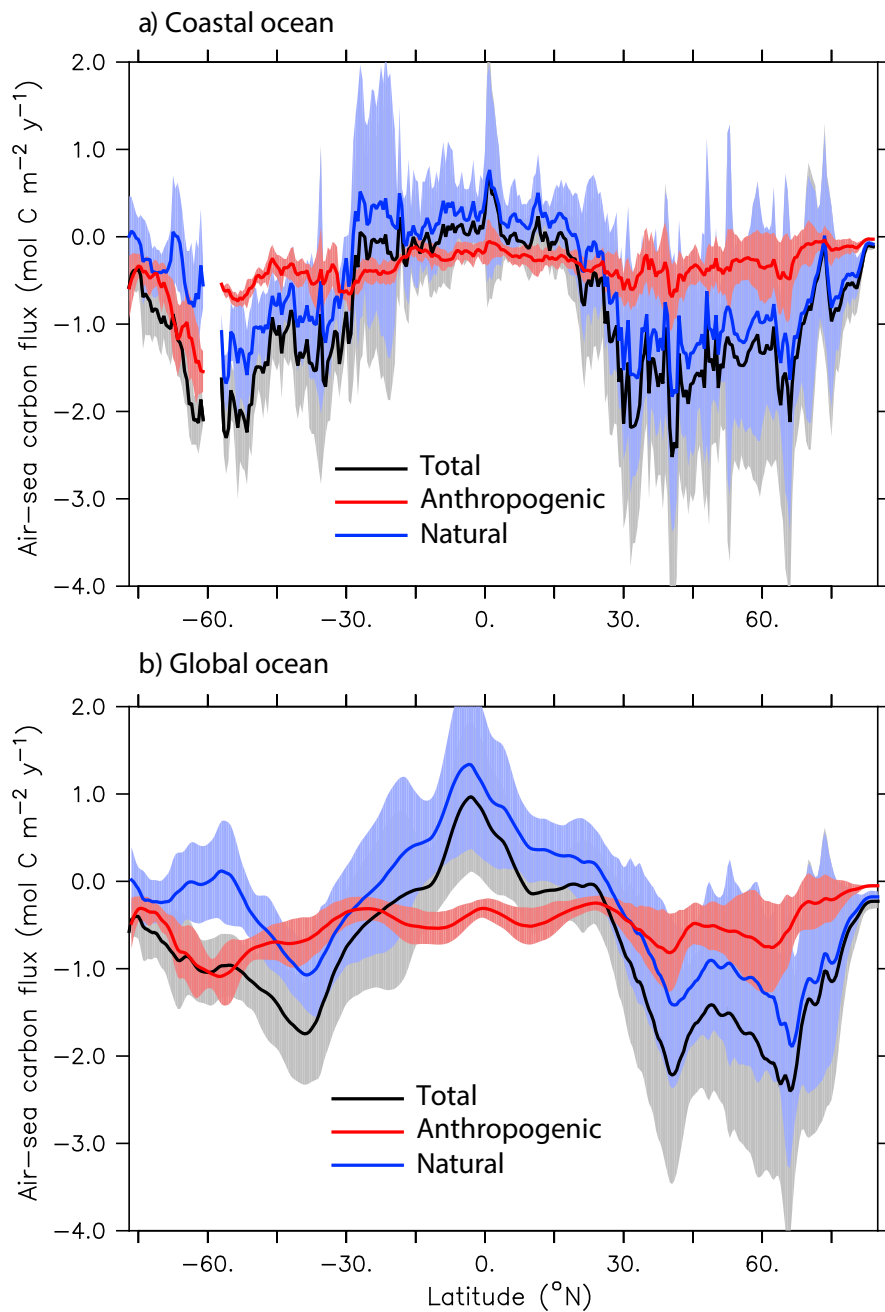 a) Coastal ocean
2.0
1.0
0.0
−1.0
−2.0
−3.0
−4.0
Air−sea carbon flux (mol C m⁻² y⁻¹)
Total
Anthropogenic
Natural
−60. −30. 0. 30. 60.
b) Global ocean
2.0
1.0
0.0
−1.0
−2.0
−3.0
−4.0
Air−sea carbon flux (mol C m⁻² y⁻¹)
Total
Anthropogenic
Natural
−60. −30. 0. 30. 60.
Latitude (°N)